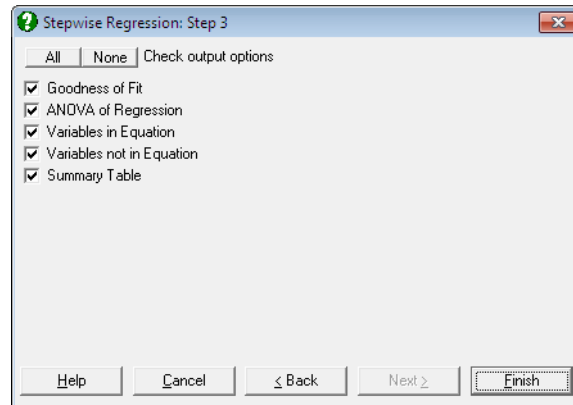 Stepwise Regression: Step 3
All None Check output options
Goodness of Fit
ANOVA of Regression
Variables in Equation
Variables not in Equation
Summary Table
Help Cancel < Back Next > Finish